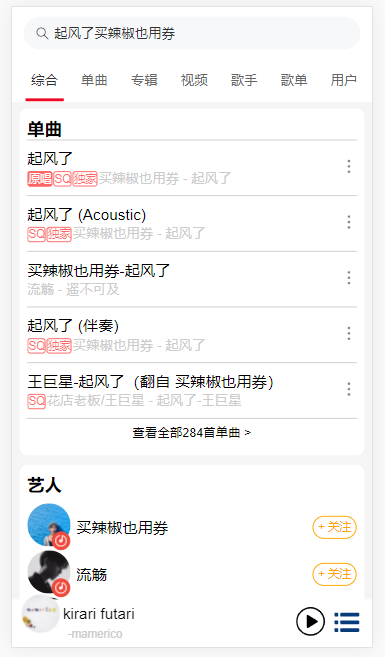 起风了买辣椒也用券
综合 单曲 专辑 视频 歌手 歌单 用户
单曲
起风了
原唱 SQ 独家 买辣椒也用券 - 起风了
起风了 (Acoustic)
SQ 独家 买辣椒也用券 - 起风了
买辣椒也用券-起风了
流觞 - 遥不可及
起风了 (伴奏)
SQ 独家 买辣椒也用券 - 起风了
王巨星-起风了（翻自 买辣椒也用券）
SQ 花店老板/王巨星 - 起风了-王巨星
查看全部284首单曲 >
艺人
买辣椒也用券 + 关注
流觞 + 关注
kirari futari
-mamerico